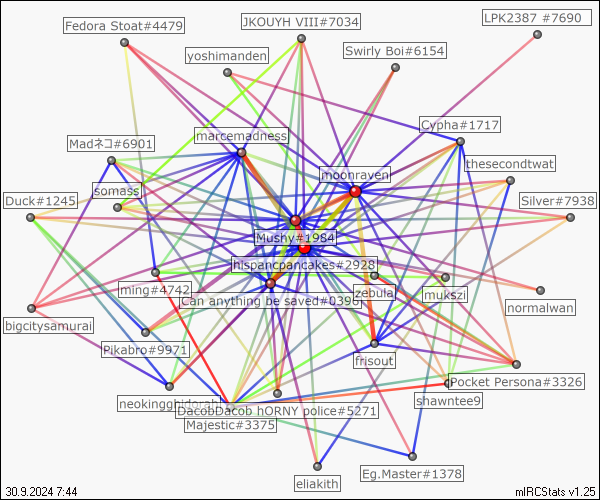 Fedora Stoat#4479
JKOUYH VIII#7034
LPK2387 #7690
yoshimanden
Swirly Boi#6154
marcemadness
Cypha#1717
Madネコ#6901
moonraven
thesecondtwat
somass
Duck#1245
Silver#7938
Mushy#1984
hispancpancakes#2928
ming#4742
Can anything be saved#0396
zebula
mukszi
normalwan
bigcitysamurai
Pikabro#9971
frisout
Pocket Persona#3326
neokingghidorah
DacobDacob hORNY police#5271
shawntee9
Majestic#3375
Eg.Master#1378
eliakith
30.9.2024 7:44
mIRCStats v1.25